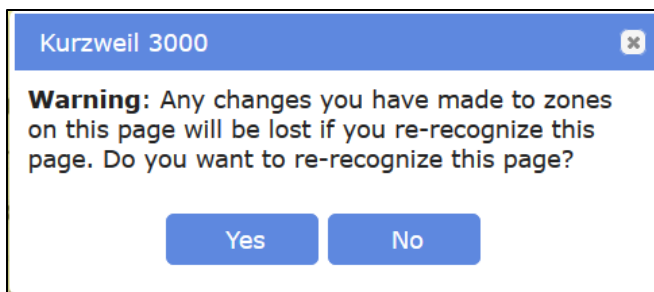 Kurzweil 3000
Warning: Any changes you have made to zones
on this page will be lost if you re-recognize this
page. Do you want to re-recognize this page?
Yes No